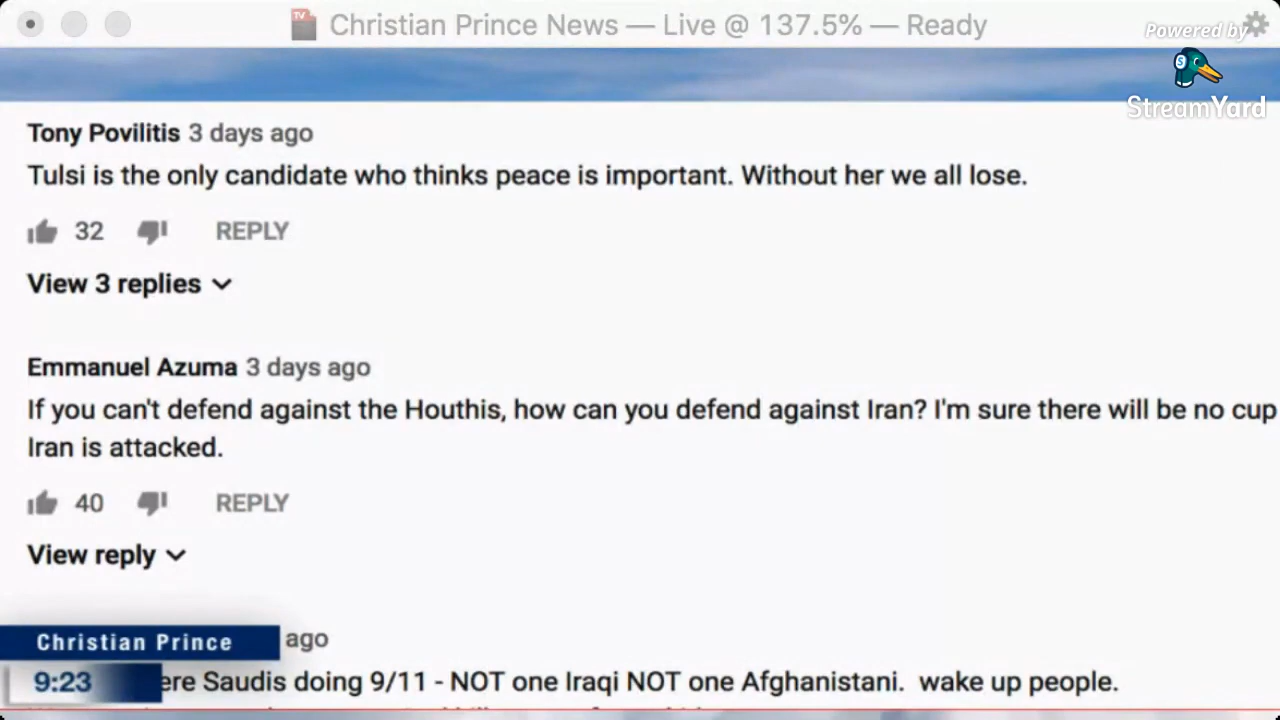 Christian Prince News — Live @ 137.5% — Ready
Powered by
StreamYard
Tony Povilitis 3 days ago
Tulsi is the only candidate who thinks peace is important. Without her we all lose.
32 REPLY
View 3 replies
Emmanuel Azuma 3 days ago
If you can't defend against the Houthis, how can you defend against Iran? I'm sure there will be no cup
Iran is attacked.
40 REPLY
View reply
Christian Prince
ago
9:23
Saudis doing 9/11 - NOT one Iraqi NOT one Afghanistani. wake up people.